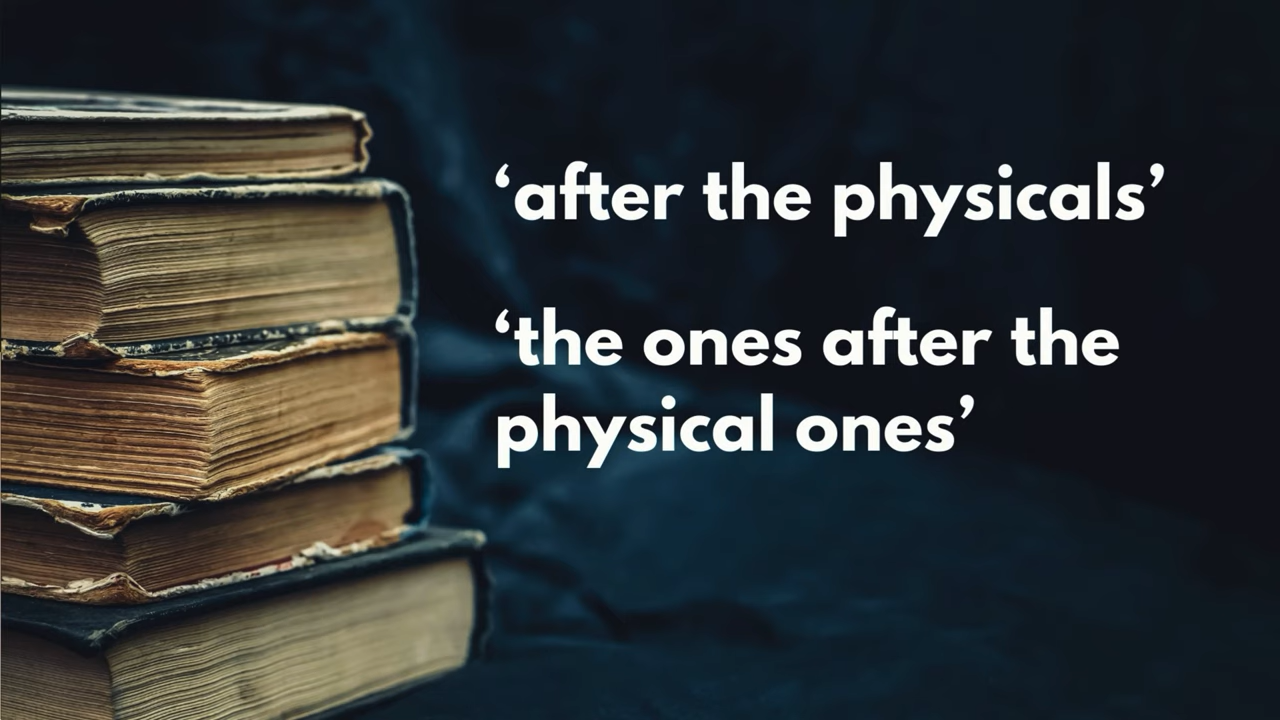 ‘after the physicals’
‘the ones after the
physical ones’